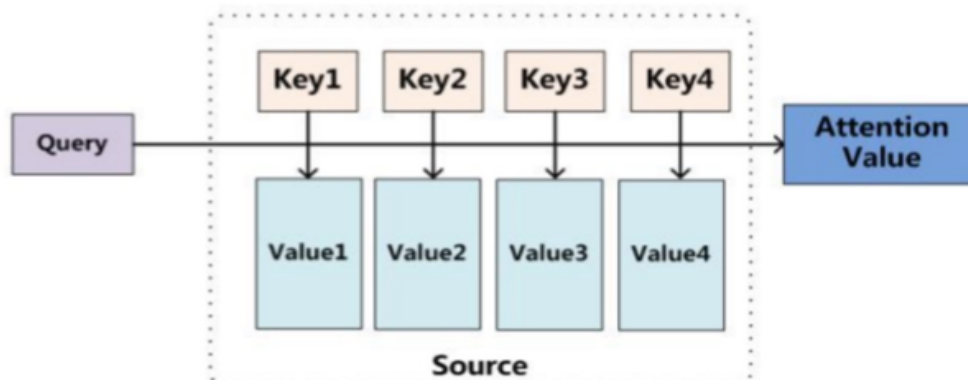 Key1 Key2 Key3 Key4
Query
Attention
Value
Value1 Value2 Value3 Value4
Source